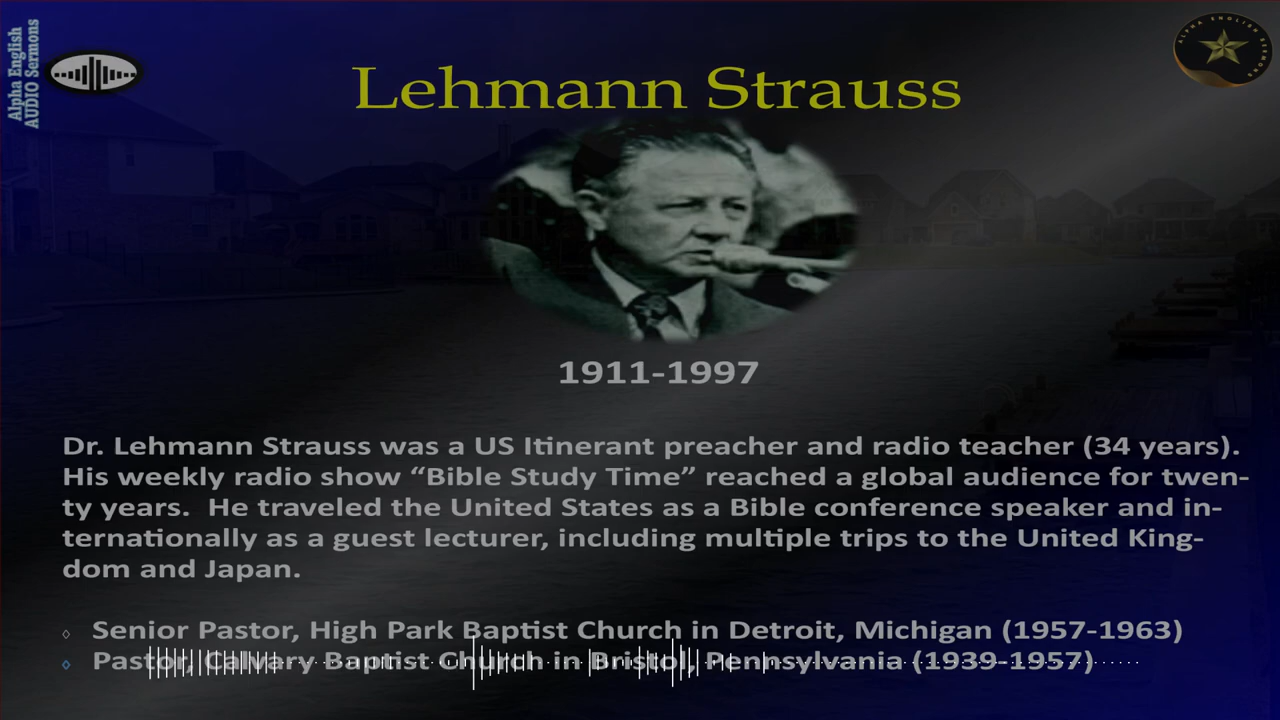 Alpha English
AUDIO Sermons
ALPHA ENGLISH SERMONS
Lehmann Strauss
1911-1997
Dr. Lehmann Strauss was a US Itinerant preacher and radio teacher (34 years).
His weekly radio show “Bible Study Time” reached a global audience for twen-
ty years. He traveled the United States as a Bible conference speaker and in-
ternationally as a guest lecturer, including multiple trips to the United King-
dom and Japan.
◊ Senior Pastor, High Park Baptist Church in Detroit, Michigan (1957-1963)
◊ Pastor, Calvary Baptist Church in Bristol, Pennsylvania (1939-1957)